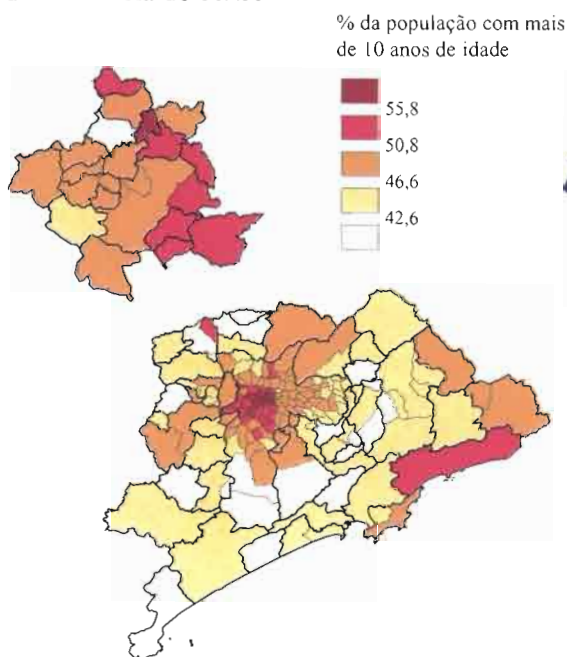 % da população com mais
de 10 anos de idade
55,8
50,8
46,6
42,6